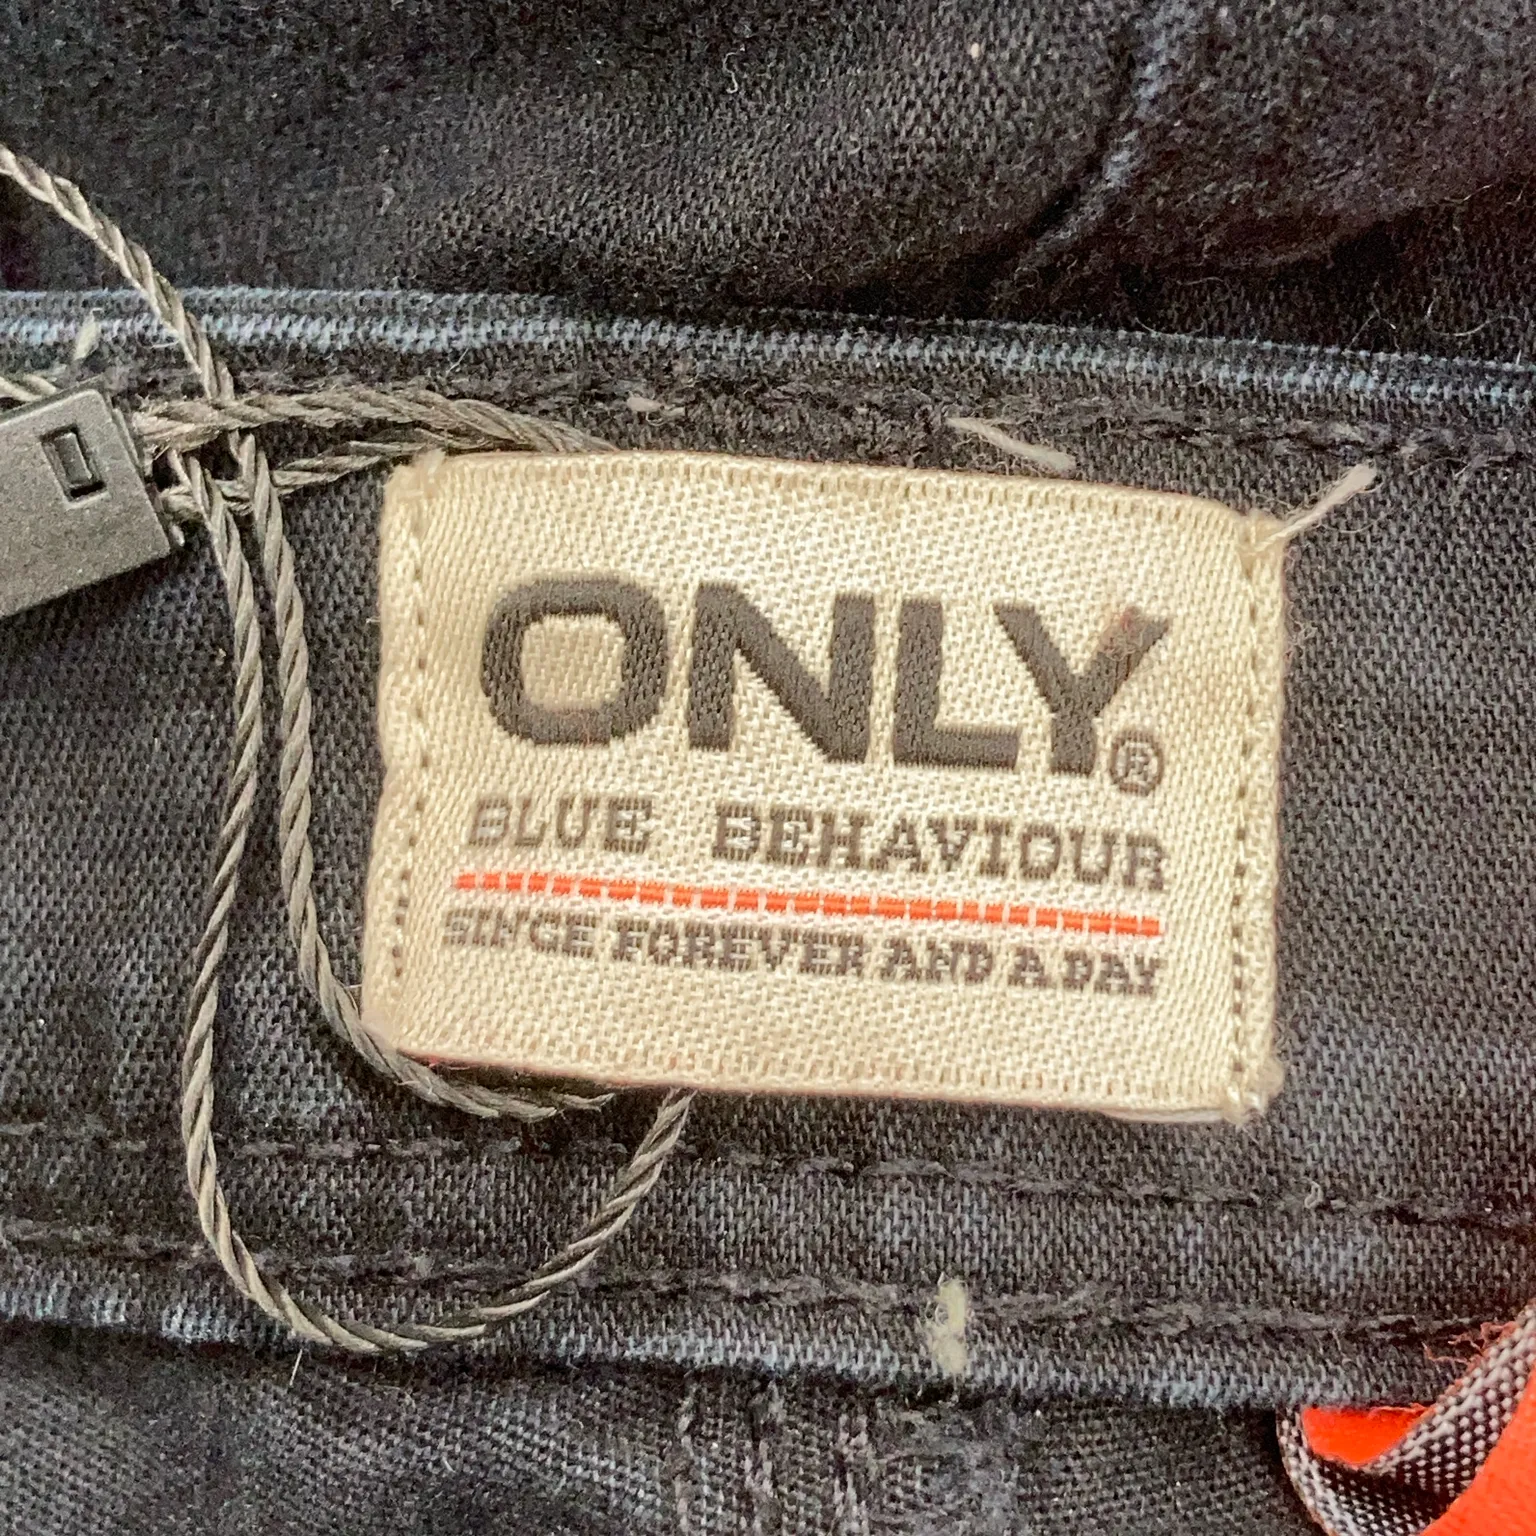 ONLY®
BLUE BEHAVIOUR
SINCE FOREVER AND A DAY